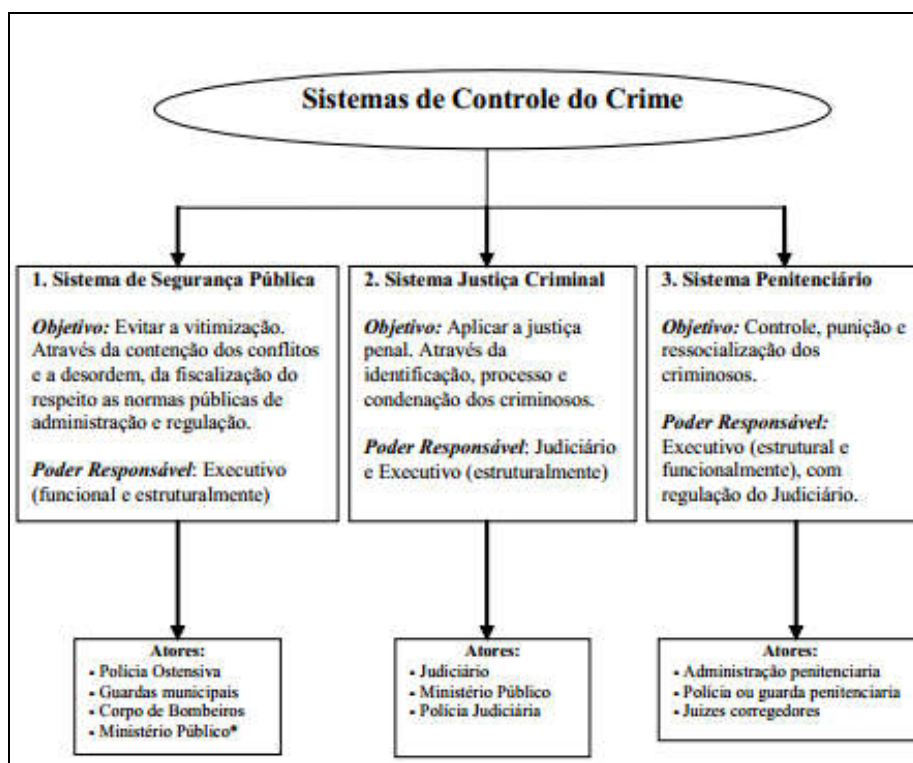 Sistemas de Controle do Crime
1. Sistema de Segurança Pública
Objetivo: Evitar a vitimização.
Através da contenção dos conflitos
e a desordem, da fiscalização do
respeito as normas públicas de
administração e regulação.
Poder Responsável: Executivo
(funcional e estruturalmente)
2. Sistema Justiça Criminal
Objetivo: Aplicar a justiça
penal. Através da
identificação, processo e
condenação dos criminosos.
Poder Responsável: Judiciário
e Executivo (estruturalmente)
3. Sistema Penitenciário
Objetivo: Controle, punição e
ressocialização dos
criminosos.
Poder Responsável:
Executivo (estrutural e
funcionalmente), com
regulação do Judiciário.
Atores:
- Polícia Ostensiva
- Guardas municipais
- Corpo de Bombeiros
- Ministério Público*
Atores:
- Judiciário
- Ministério Público
- Polícia Judiciária
Atores:
- Administração penitenciaria
- Polícia ou guarda penitenciaria
- Juizes corregedores